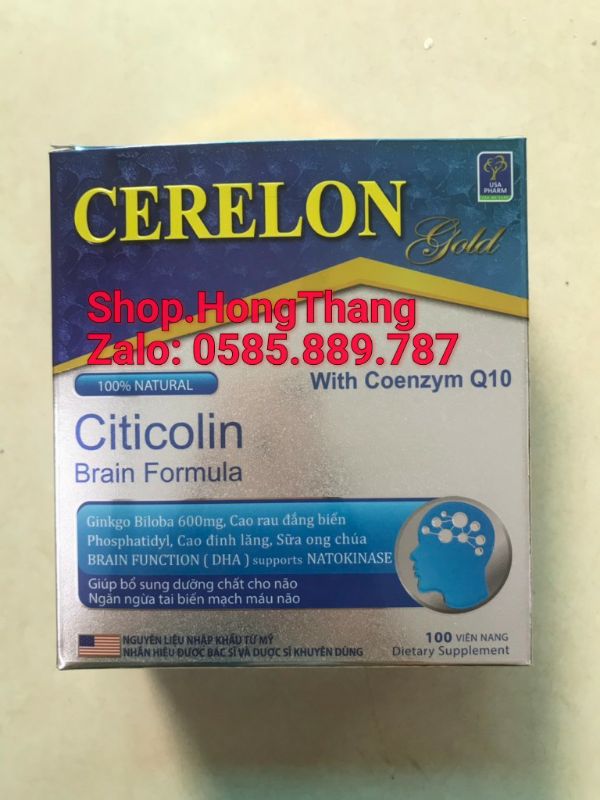 CERELON
Gold
USA
PHARM
Shop.HongThang
Zalo: 0585.889.787
100% NATURAL
With Coenzym Q10
Citicolin
Brain Formula
Ginkgo Biloba 600mg, Cao rau đắng biển
Phosphatidyl, Cao đinh lăng, Sữa ong chúa
BRAIN FUNCTION ( DHA ) supports NATOKINASE
Giúp bổ sung dưỡng chất cho não
Ngăn ngừa tai biến mạch máu não
NGUYÊN LIỆU NHẬP KHẨU TỪ MỸ
NHÃN HIỆU ĐƯỢC BÁC SĨ VÀ DƯỢC SĨ KHUYÊN DÙNG
100 VIÊN NANG
Dietary Supplement